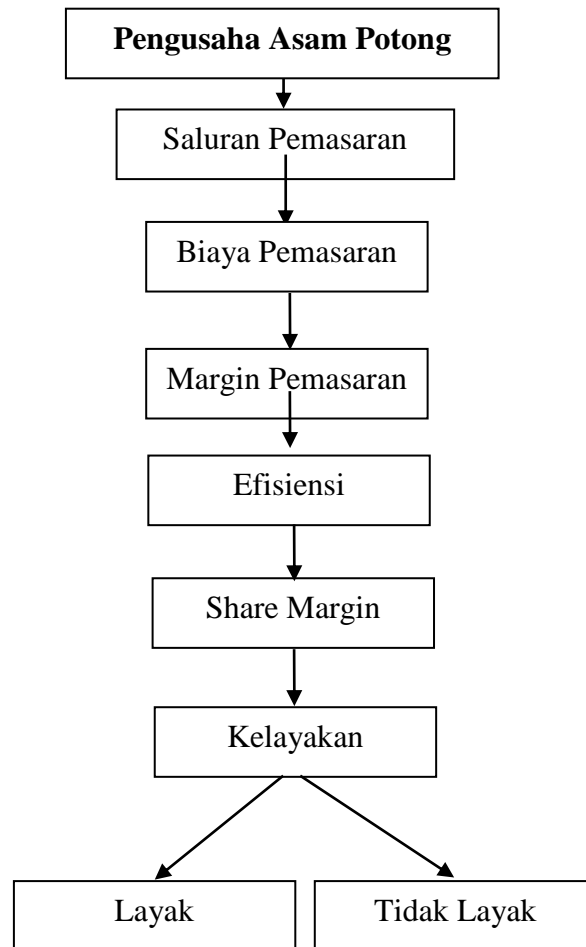 Pengusaha Asam Potong
Saluran Pemasaran
Biaya Pemasaran
Margin Pemasaran
Efisiensi
Share Margin
Kelayakan
Layak
Tidak Layak